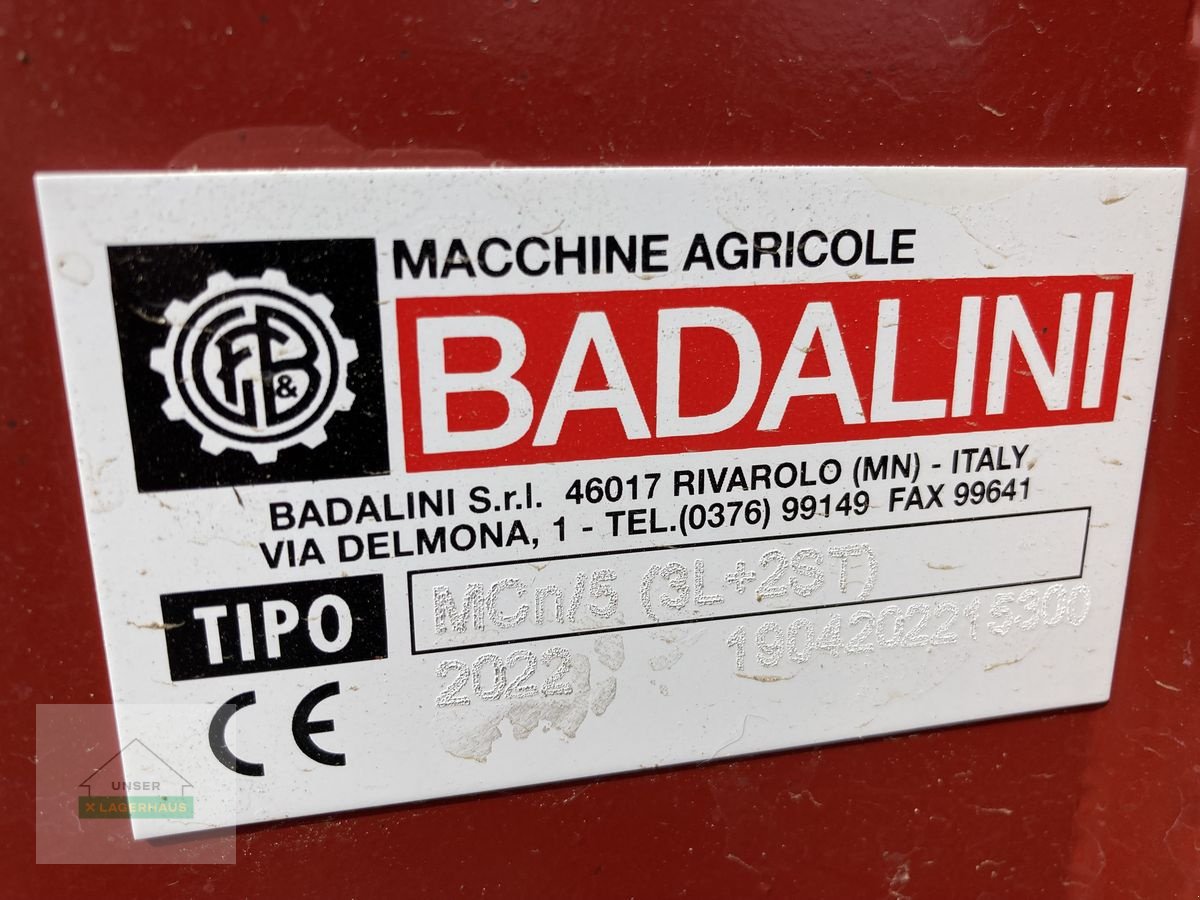 MACCHINE AGRICOLE
F&B
BADALINI
BADALINI S.r.l. 46017 RIVAROLO (MN) - ITALY
VIA DELMONA, 1 - TEL.(0376) 99149 FAX 99641
TIPO MCn/5 (3L+2ST)
2022 1904202215300
CE
UNSER
X LAGERHAUS